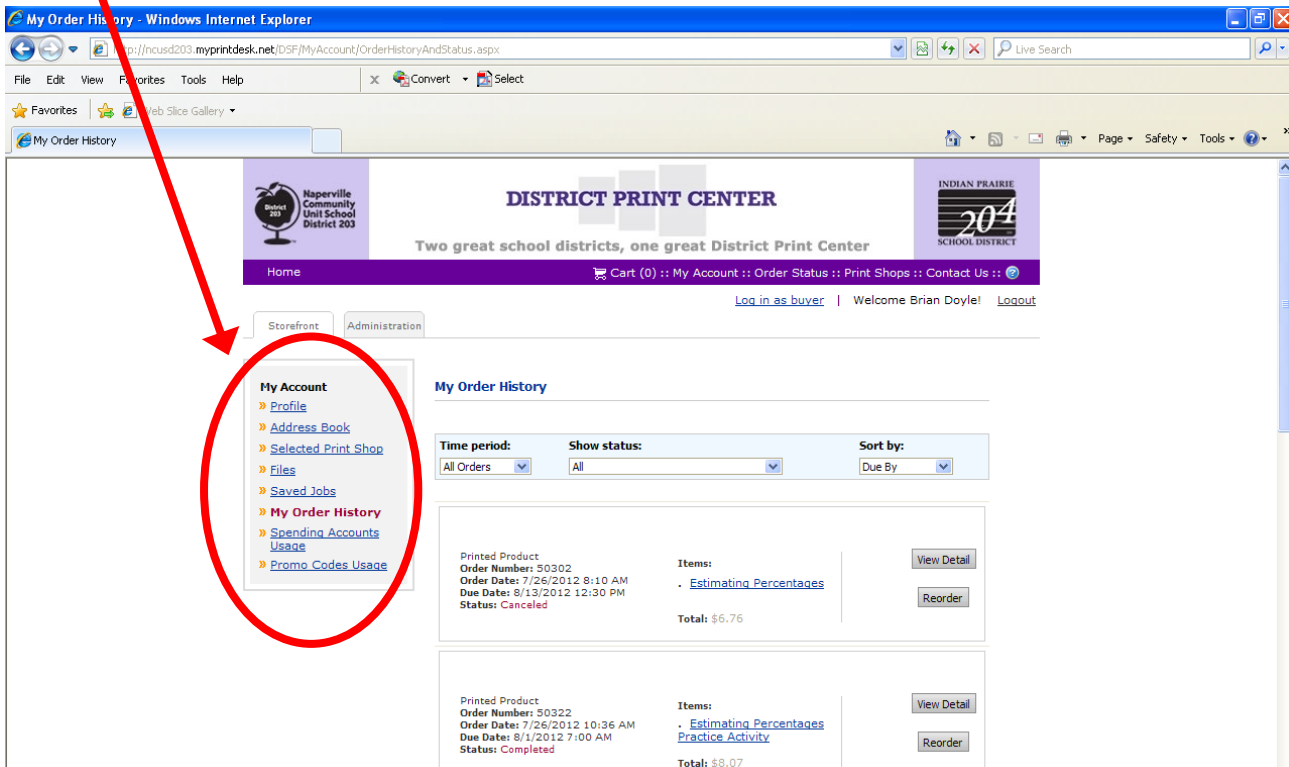 My Order History - Windows Internet Explorer
http://ncusd203.myprintdesk.net/DSF/MyAccount/OrderHistoryAndStatus.aspx
Live Search
File Edit View Favorites Tools Help
x Convert Select
Favorites Web Slice Gallery
My Order History
Page Safety Tools
District 203
Naperville
Community
Unit School
District 203
DISTRICT PRINT CENTER
Two great school districts, one great District Print Center
INDIAN PRAIRIE
204
SCHOOL DISTRICT
Home
Cart (0) :: My Account :: Order Status :: Print Shops :: Contact Us :: ?
Log in as buyer | Welcome Brian Doyle! Logout
Storefront Administration
My Account
» Profile
» Address Book
» Selected Print Shop
» Files
» Saved Jobs
» My Order History
» Spending Accounts
Usage
» Promo Codes Usage
My Order History
Time period: Show status: Sort by:
All Orders All Due By
Printed Product
Order Number: 50302
Order Date: 7/26/2012 8:10 AM
Due Date: 8/13/2012 12:30 PM
Status: Canceled
Items:
. Estimating Percentages
Total: $6.76
View Detail
Reorder
Printed Product
Order Number: 50322
Order Date: 7/26/2012 10:36 AM
Due Date: 8/1/2012 7:00 AM
Status: Completed
Items:
. Estimating Percentages
Practice Activity
Total: $8.07
View Detail
Reorder